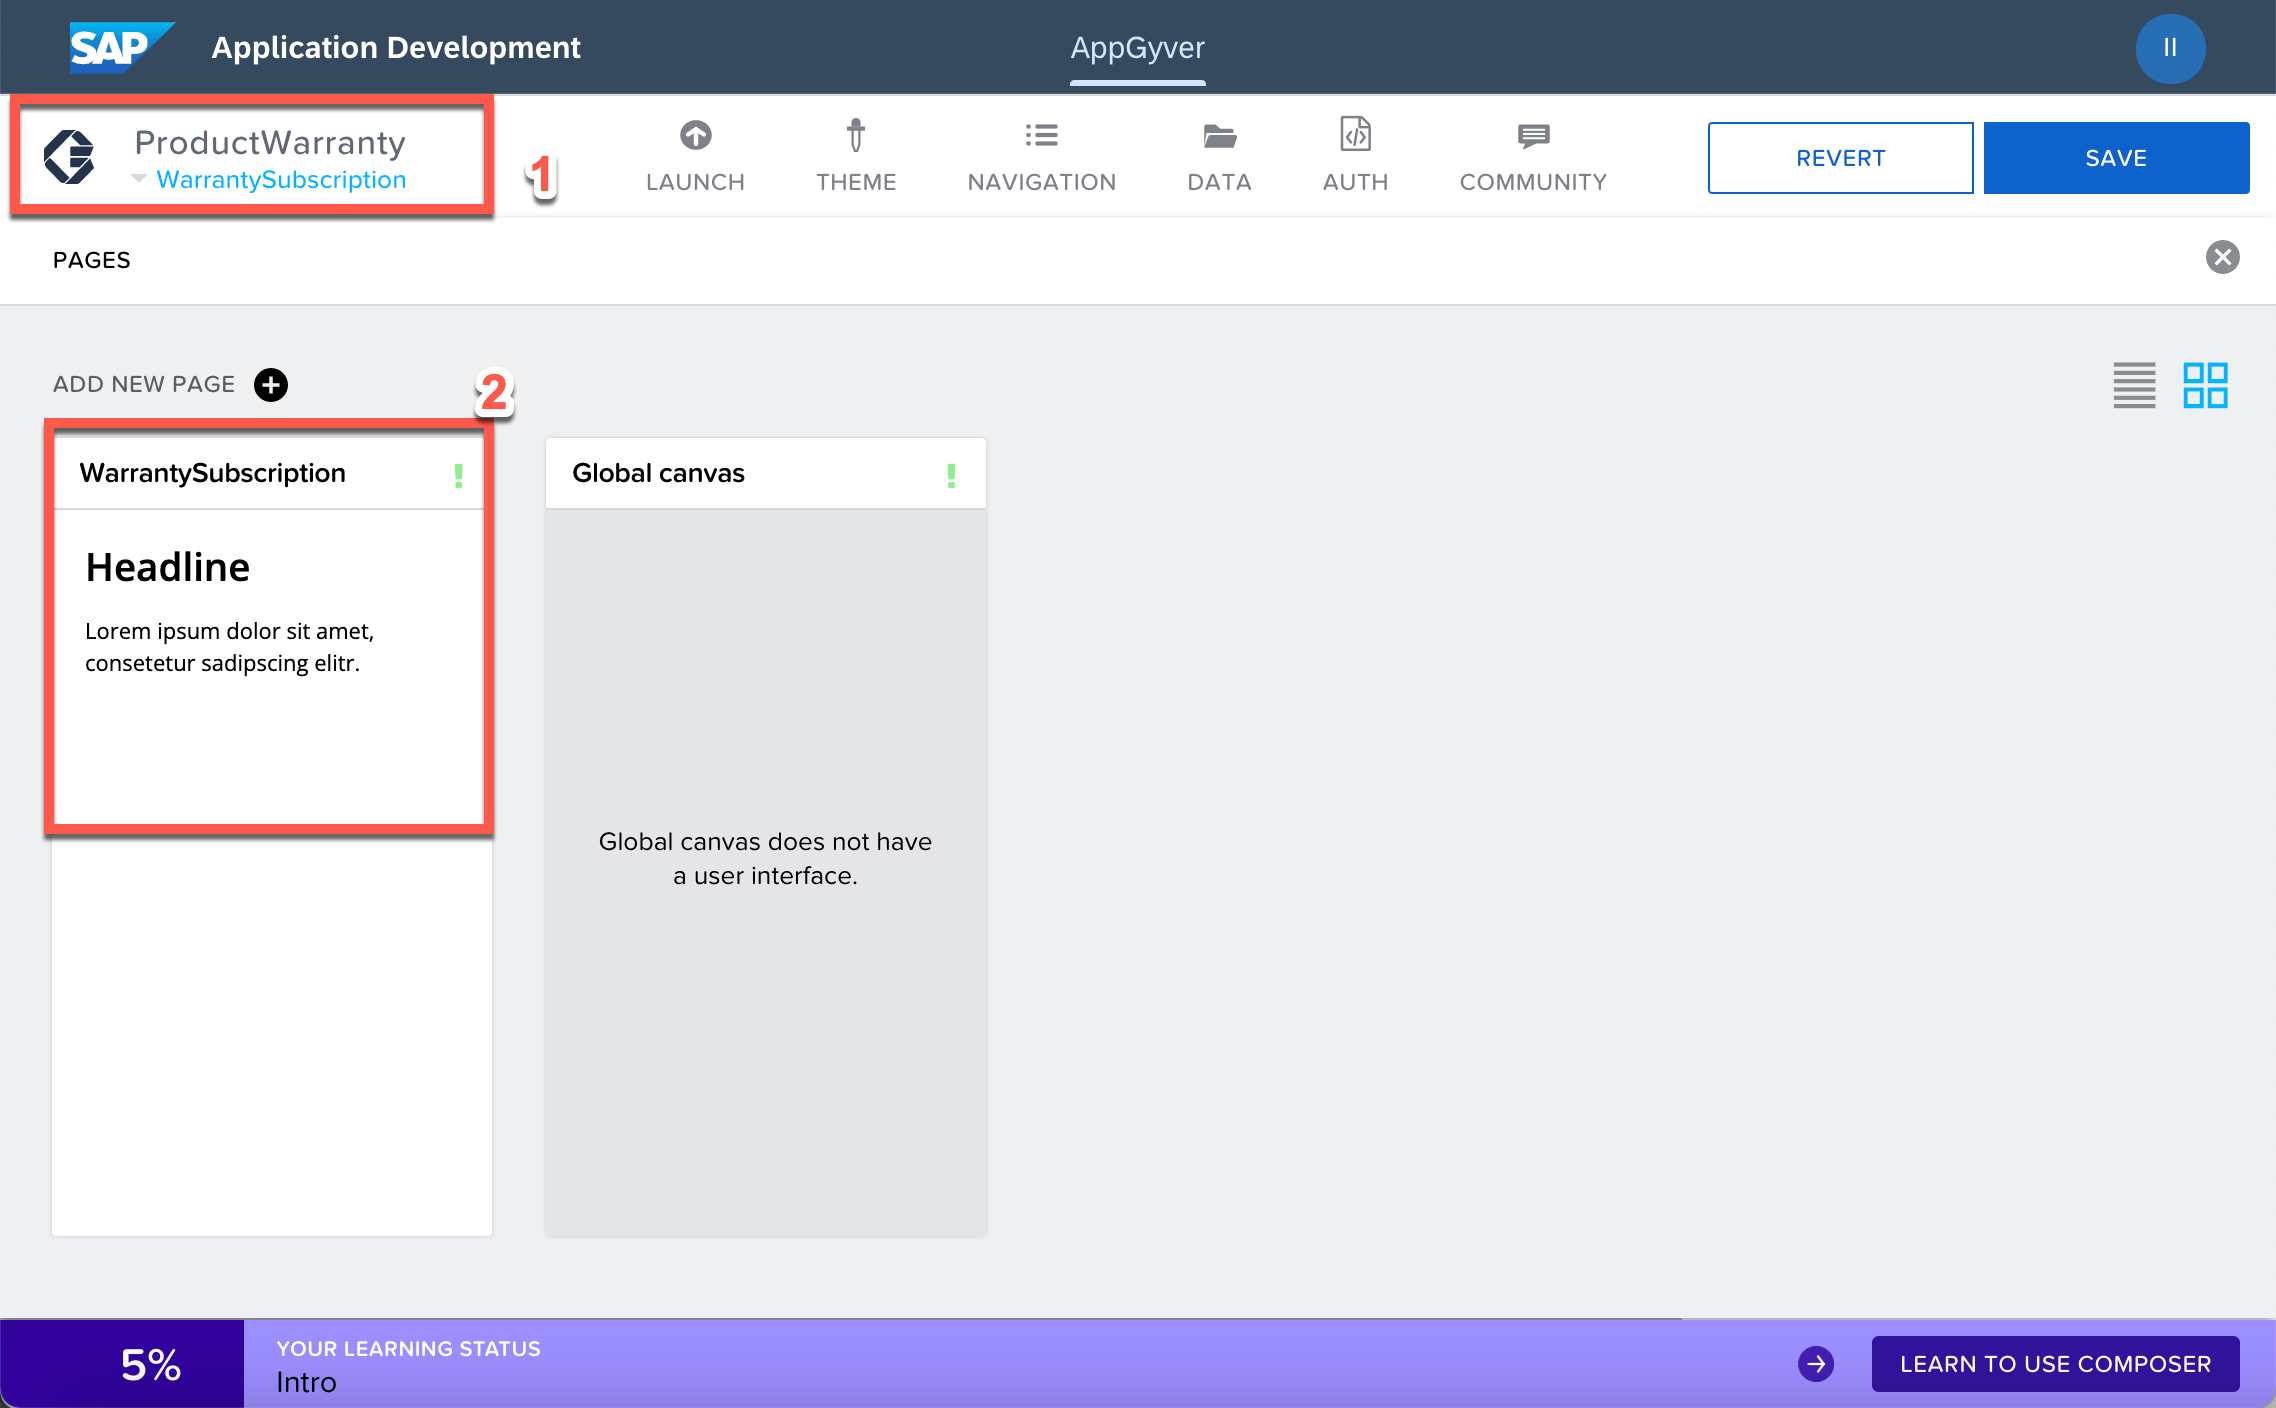 SAP Application Development
AppGyver
II
ProductWarranty
WarrantySubscription
1
LAUNCH
THEME
NAVIGATION
DATA
AUTH
COMMUNITY
REVERT
SAVE
PAGES
ADD NEW PAGE
2
WarrantySubscription
Headline
Lorem ipsum dolor sit amet,
consetetur sadipscing elitr.
Global canvas
Global canvas does not have
a user interface.
5%
YOUR LEARNING STATUS
Intro
LEARN TO USE COMPOSER